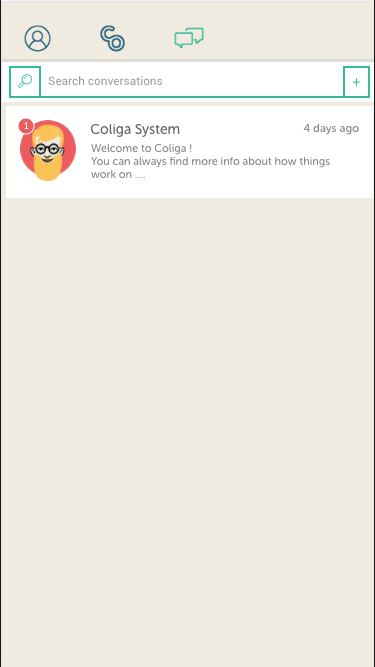 Search conversations
+
1
Coliga System
4 days ago
Welcome to Coliga !
You can always find more info about how things
work on ....